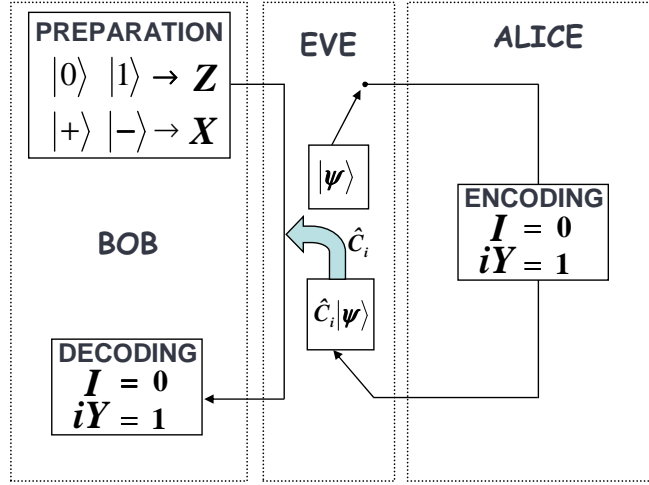 PREPARATION
|0⟩ |1⟩ → Z
|+⟩ |−⟩ → X
BOB
DECODING
I = 0
iY = 1
EVE
|ψ⟩
Ĉᵢ
Ĉᵢ|ψ⟩
ALICE
ENCODING
I = 0
iY = 1